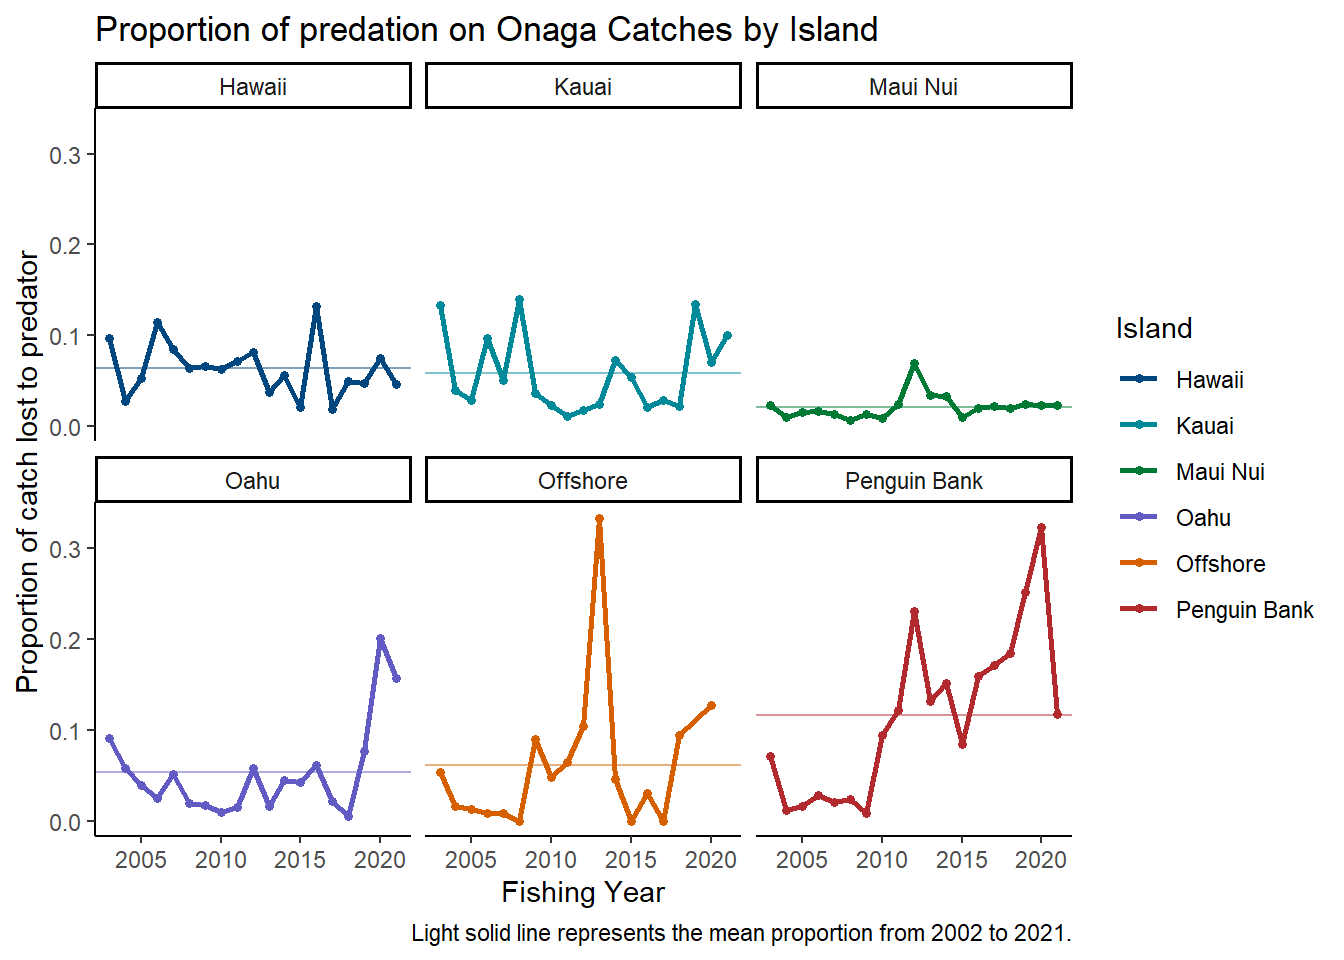 Proportion of predation on Onaga Catches by Island
Hawaii
Kauai
Maui Nui
0.3
0.2
0.1
0.0
Proportion of catch lost to predator
Oahu
Offshore
Penguin Bank
0.3
0.2
0.1
0.0
2005 2010 2015 2020
2005 2010 2015 2020
2005 2010 2015 2020
Fishing Year
Light solid line represents the mean proportion from 2002 to 2021.
Island
Hawaii
Kauai
Maui Nui
Oahu
Offshore
Penguin Bank